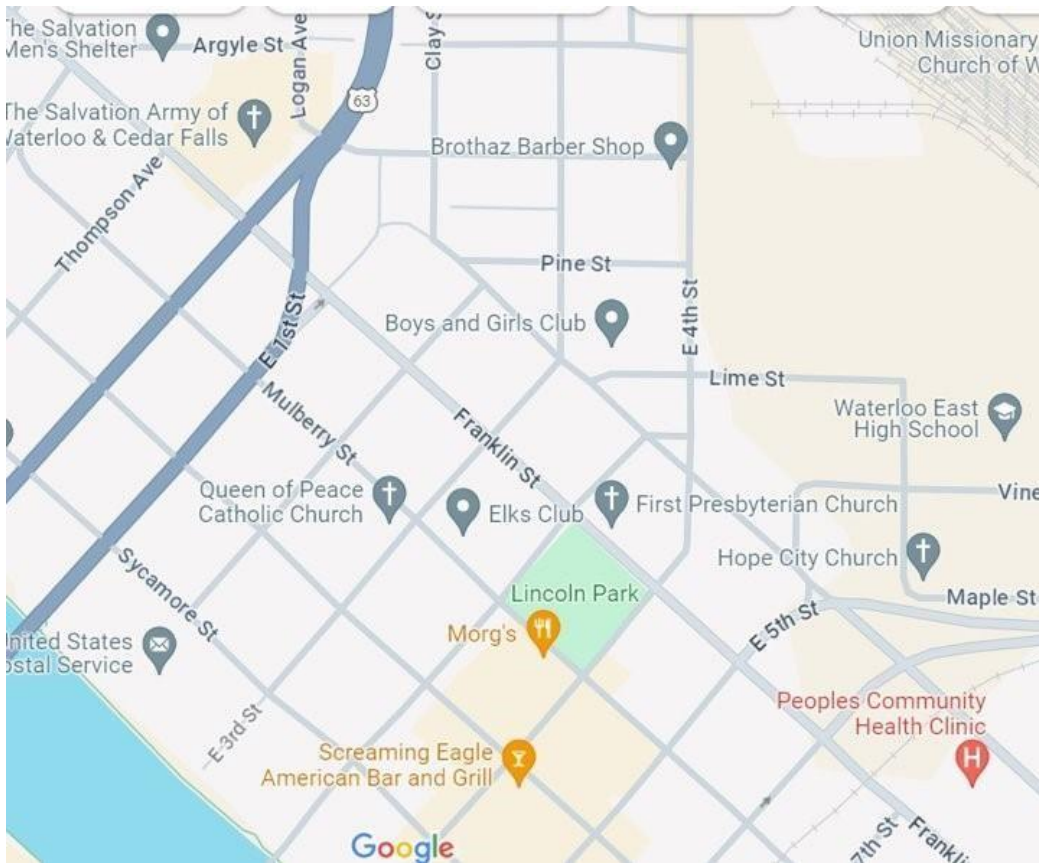 The Salvation
Men's Shelter
Argyle St
Logan Ave
Clay S
63
Union Missionary
Church of W
The Salvation Army of
Waterloo & Cedar Falls
Brothaz Barber Shop
Thompson Ave
Pine St
E 4th St
E 1st St
Boys and Girls Club
Lime St
Mulberry St
Franklin St
Waterloo East
High School
Queen of Peace
Catholic Church
Elks Club
First Presbyterian Church
Vine
Hope City Church
Sycamore St
Lincoln Park
Maple St
Morg's
E 5th St
United States
ostal Service
E 3rd St
Peoples Community
Health Clinic
H
Screaming Eagle
American Bar and Grill
7th St
Franklin
Google